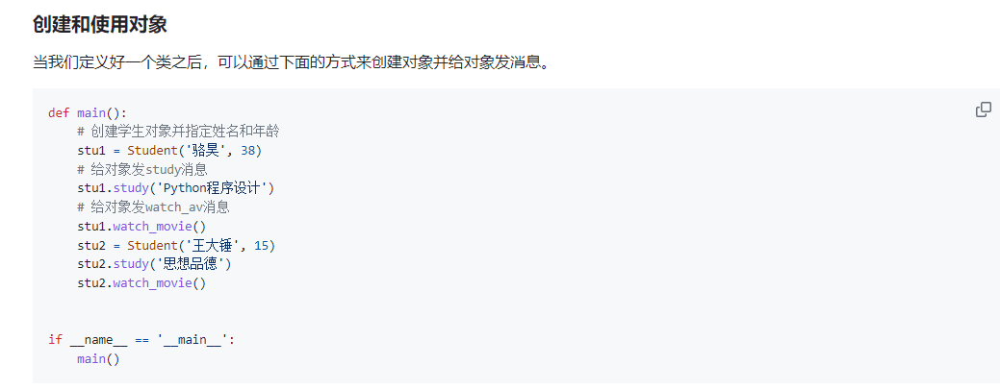 创建和使用对象
当我们定义好一个类之后，可以通过下面的方式来创建对象并给对象发消息。
def main():
    # 创建学生对象并指定姓名和年龄
    stu1 = Student('骆昊', 38)
    # 给对象发study消息
    stu1.study('Python程序设计')
    # 给对象发watch_av消息
    stu1.watch_movie()
    stu2 = Student('王大锤', 15)
    stu2.study('思想品德')
    stu2.watch_movie()
if __name__ == '__main__':
    main()